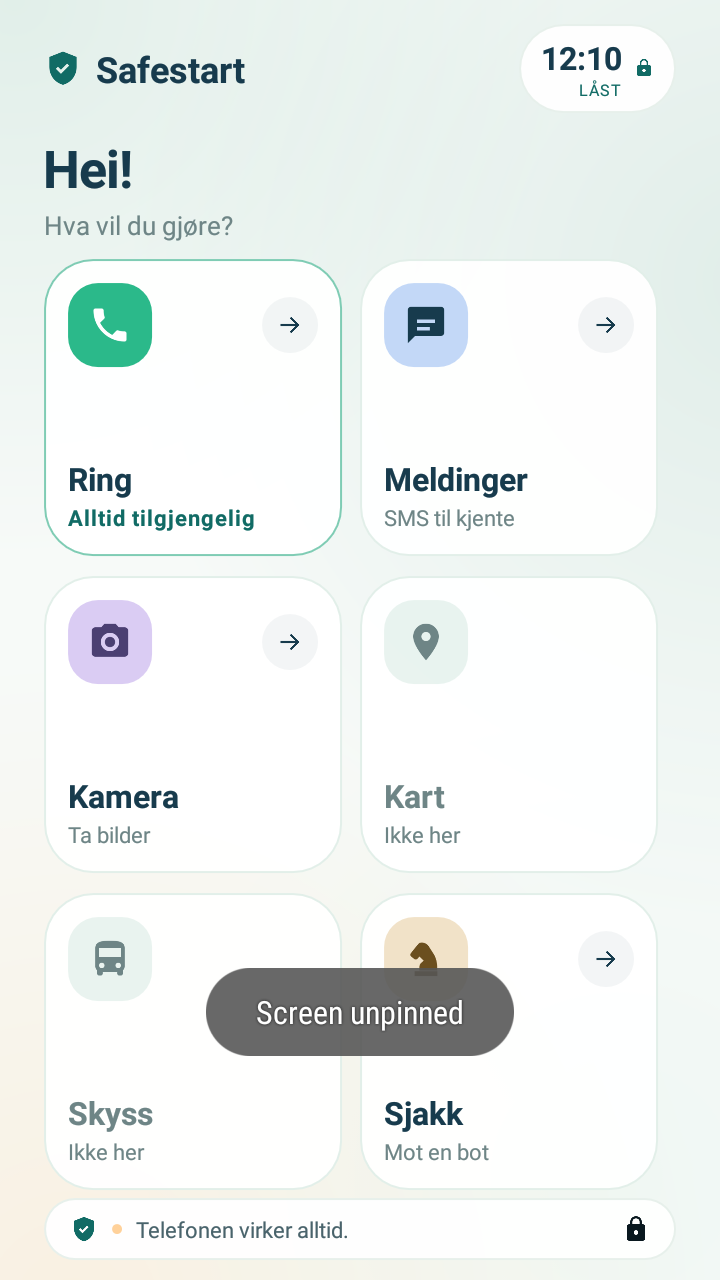 Safestart
12:10
LÅST
Hei!
Hva vil du gjøre?
Ring
Alltid tilgjengelig
Meldinger
SMS til kjente
Kamera
Ta bilder
Kart
Ikke her
Screen unpinned
Skyss
Ikke her
Sjakk
Mot en bot
Telefonen virker alltid.